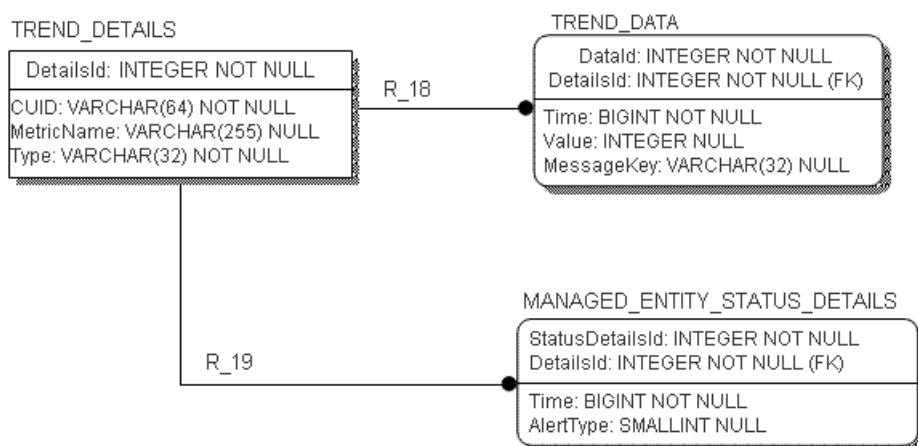 TREND_DETAILS
DetailsId: INTEGER NOT NULL
CUID: VARCHAR(64) NOT NULL
MetricName: VARCHAR(255) NULL
Type: VARCHAR(32) NOT NULL
R_18
TREND_DATA
DataId: INTEGER NOT NULL
DetailsId: INTEGER NOT NULL (FK)
Time: BIGINT NOT NULL
Value: INTEGER NULL
MessageKey: VARCHAR(32) NULL
R_19
MANAGED_ENTITY_STATUS_DETAILS
StatusDetailsId: INTEGER NOT NULL
DetailsId: INTEGER NOT NULL (FK)
Time: BIGINT NOT NULL
AlertType: SMALLINT NULL